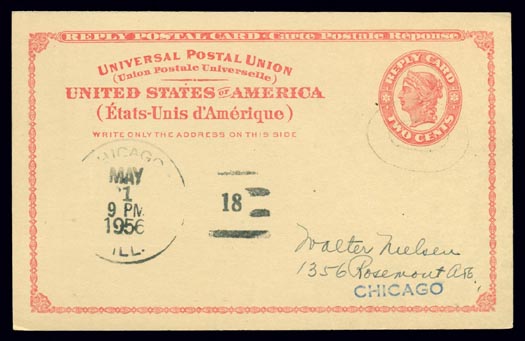 REPLY POSTAL CARD - Carte Postale Réponse
UNIVERSAL POSTAL UNION
(Union Postale Universelle)
UNITED STATES OF AMERICA
(États-Unis d'Amérique)
WRITE ONLY THE ADDRESS ON THIS SIDE
REPLY CARD
TWO CENTS
CHICAGO
MAY
1
9 PM
1956
ILL.
18
Walter Nielsen
1356 Rosemont Ave
CHICAGO